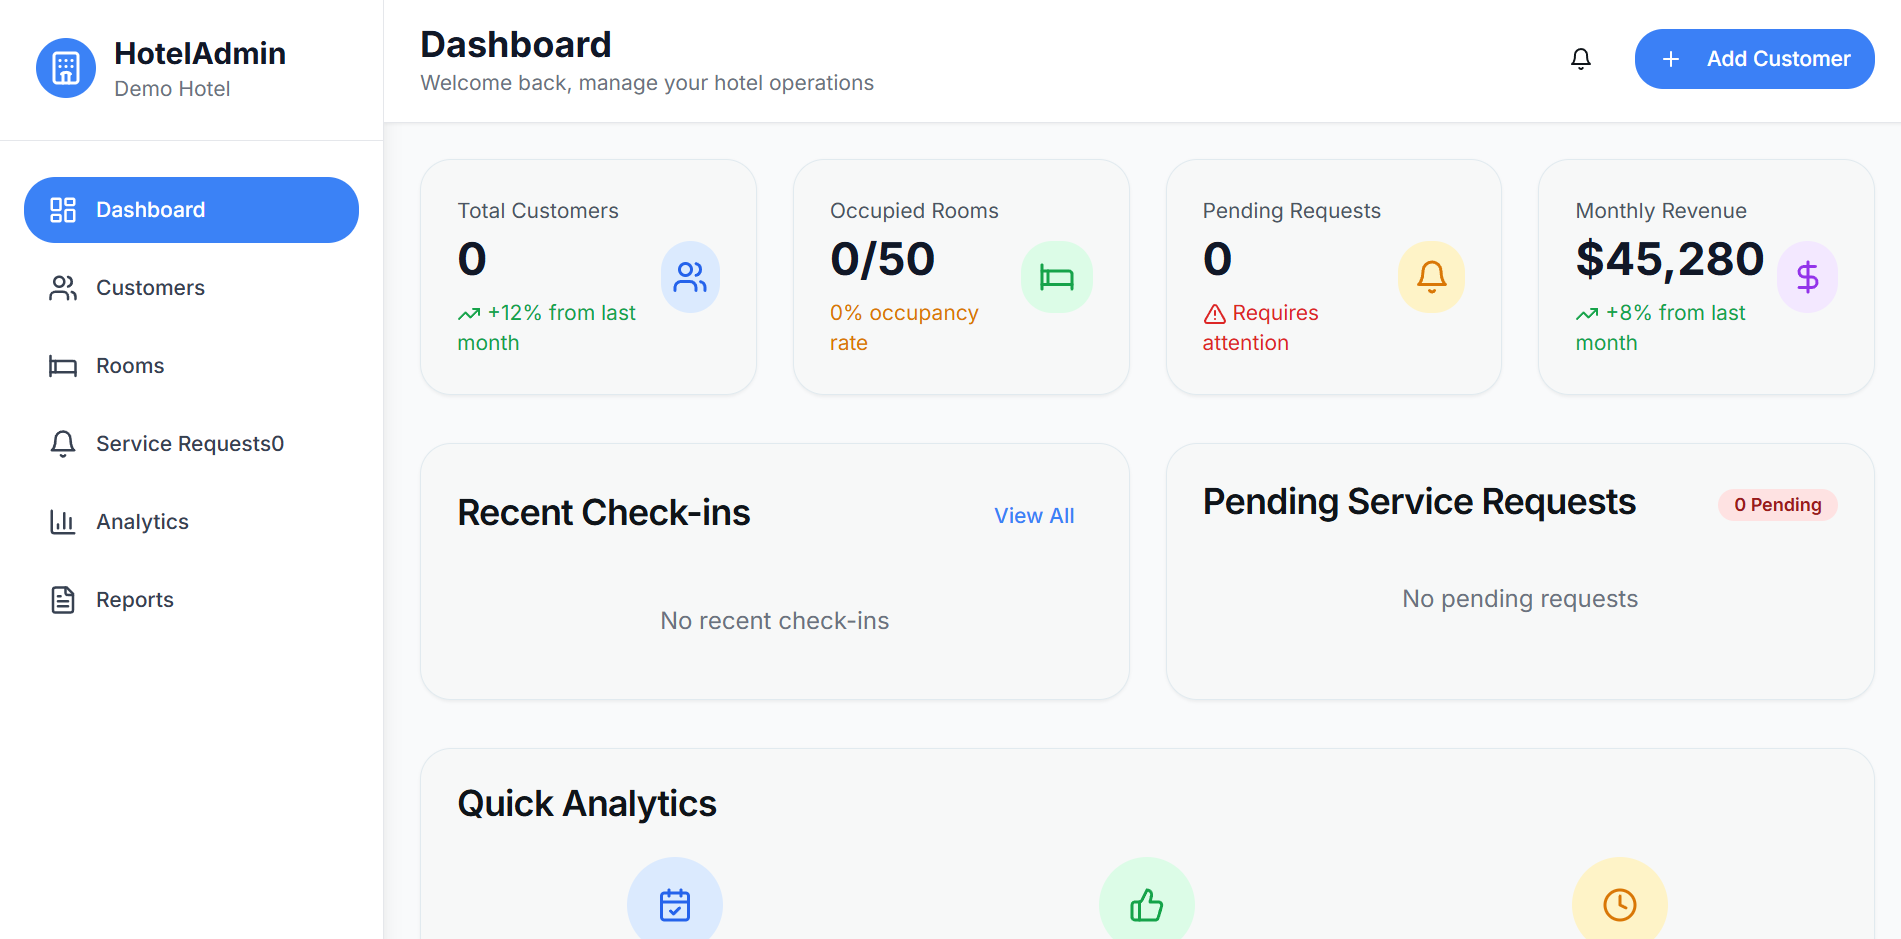 HotelAdmin
Demo Hotel
Dashboard
Customers
Rooms
Service Requests0
Analytics
Reports
Dashboard
Welcome back, manage your hotel operations
Add Customer
Total Customers
0
+12% from last
month
Occupied Rooms
0/50
0% occupancy
rate
Pending Requests
0
Requires
attention
Monthly Revenue
$45,280
+8% from last
month
Recent Check-ins
View All
No recent check-ins
Pending Service Requests
0 Pending
No pending requests
Quick Analytics